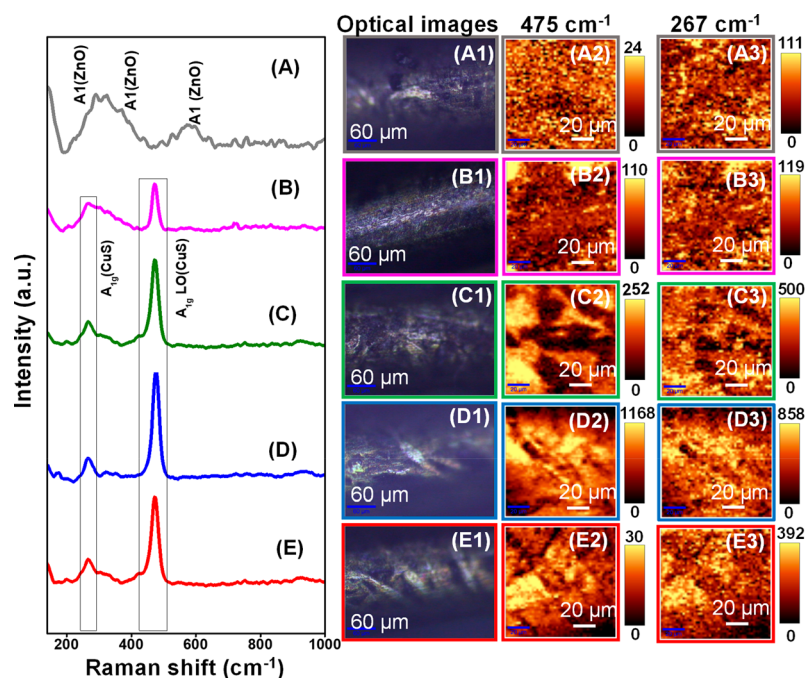 Optical images 475 cm-1 267 cm-1
A1(ZnO)
A1(ZnO)
A1 (ZnO)
(A)
(B)
A1g(CuS)
A1g LO(CuS)
(C)
(D)
(E)
Intensity (a.u.)
200 400 600 800 1000
Raman shift (cm-1)
(A1) (A2) 24 (A3) 111
60 µm 20 µm 0 20 µm 0
(B1) (B2) 110 (B3) 119
60 µm 20 µm 0 20 µm 0
(C1) (C2) 252 (C3) 500
60 µm 20 µm 0 20 µm 0
(D1) (D2) 1168 (D3) 858
60 µm 20 µm 0 20 µm 0
(E1) (E2) 30 (E3) 392
60 µm 20 µm 0 20 µm 0